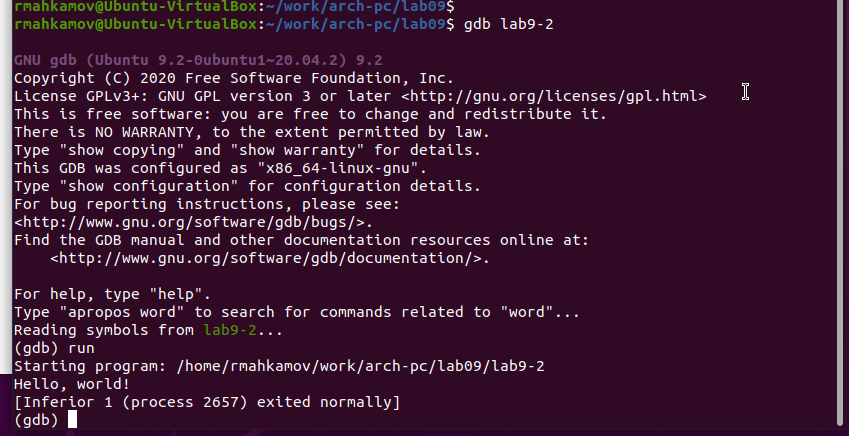 rmahkamov@Ubuntu-VirtualBox:~/work/arch-pc/lab09$
rmahkamov@Ubuntu-VirtualBox:~/work/arch-pc/lab09$ gdb lab9-2
GNU gdb (Ubuntu 9.2-0ubuntu1~20.04.2) 9.2
Copyright (C) 2020 Free Software Foundation, Inc.
License GPLv3+: GNU GPL version 3 or later <http://gnu.org/licenses/gpl.html>
This is free software: you are free to change and redistribute it.
There is NO WARRANTY, to the extent permitted by law.
Type "show copying" and "show warranty" for details.
This GDB was configured as "x86_64-linux-gnu".
Type "show configuration" for configuration details.
For bug reporting instructions, please see:
<http://www.gnu.org/software/gdb/bugs/>.
Find the GDB manual and other documentation resources online at:
    <http://www.gnu.org/software/gdb/documentation/>.
For help, type "help".
Type "apropos word" to search for commands related to "word"...
Reading symbols from lab9-2...
(gdb) run
Starting program: /home/rmahkamov/work/arch-pc/lab09/lab9-2
Hello, world!
[Inferior 1 (process 2657) exited normally]
(gdb)